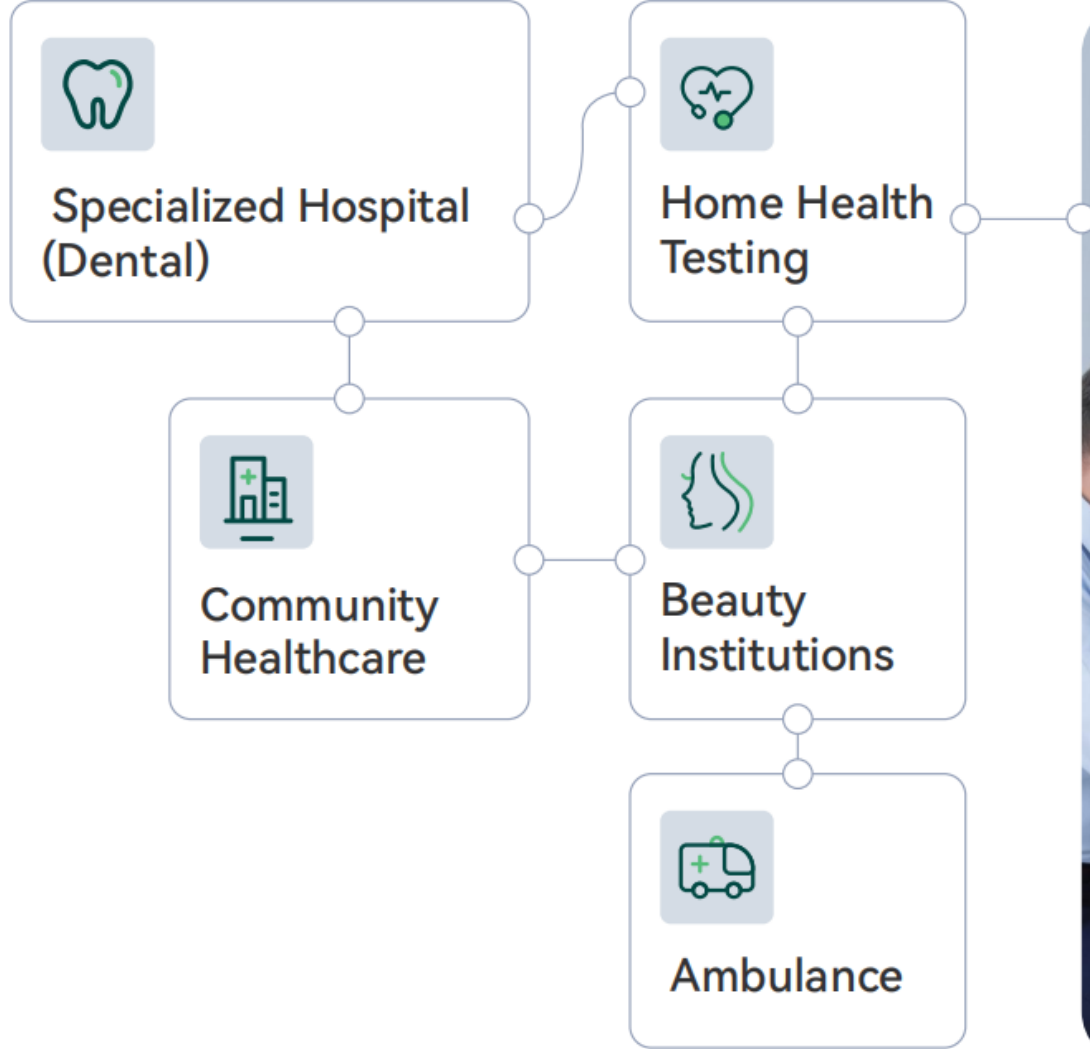 Specialized Hospital
(Dental)
Home Health
Testing
Community
Healthcare
Beauty
Institutions
Ambulance